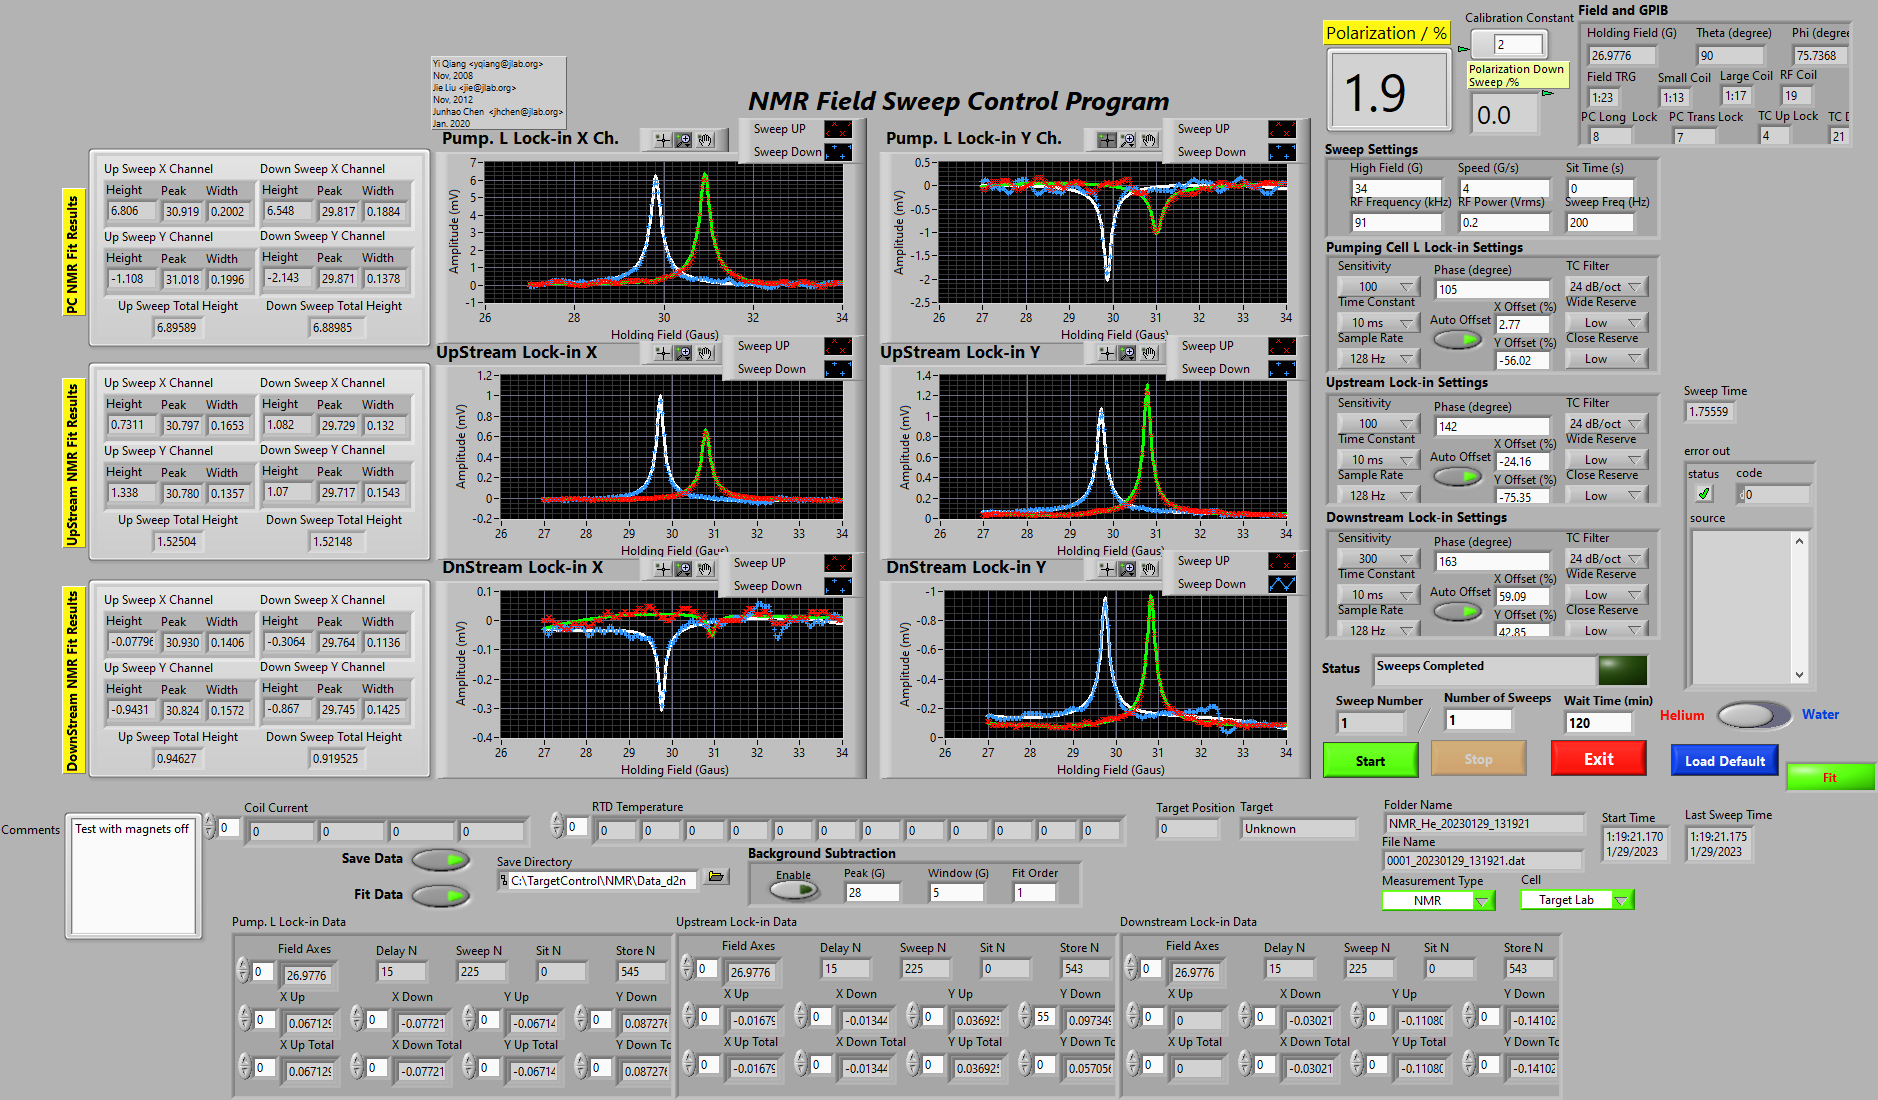 NMR Field Sweep Control Program
Yi Qiang <yqiang@jlab.org>
Nov, 2008
Jie Liu <jie@jlab.org>
Nov, 2012
Junhao Chen <jhchen@jlab.org>
Jan. 2020
Polarization / %
1.9
Calibration Constant
2
Polarization Down
Sweep /%
0.0
Field and GPIB
Holding Field (G) Theta (degree) Phi (degree
26.9776 90 75.7368
Field TRG Small Coil Large Coil RF Coil
1:23 1:13 1:17 19
PC Long Lock PC Trans Lock TC Up Lock TC D
8 7 4 21
PC NMR Fit Results
Up Sweep X Channel Down Sweep X Channel
Height Peak Width Height Peak Width
6.806 30.919 0.2002 6.548 29.817 0.1884
Up Sweep Y Channel Down Sweep Y Channel
Height Peak Width Height Peak Width
-1.108 31.018 0.1996 -2.143 29.871 0.1378
Up Sweep Total Height Down Sweep Total Height
6.89589 6.88985
UpStream NMR Fit Results
Up Sweep X Channel Down Sweep X Channel
Height Peak Width Height Peak Width
0.7311 30.797 0.1653 1.082 29.729 0.132
Up Sweep Y Channel Down Sweep Y Channel
Height Peak Width Height Peak Width
1.338 30.780 0.1357 1.07 29.717 0.1543
Up Sweep Total Height Down Sweep Total Height
1.52504 1.52148
DownStream NMR Fit Results
Up Sweep X Channel Down Sweep X Channel
Height Peak Width Height Peak Width
-0.0779 30.930 0.1406 -0.3064 29.764 0.1136
Up Sweep Y Channel Down Sweep Y Channel
Height Peak Width Height Peak Width
-0.9431 30.824 0.1572 -0.867 29.745 0.1425
Up Sweep Total Height Down Sweep Total Height
0.94627 0.919525
Pump. L Lock-in X Ch.
Sweep UP
Sweep Down
Amplitude (mV)
7
6
5
4
3
2
1
0
-1
26 28 30 32 34
Holding Field (Gaus)
Pump. L Lock-in Y Ch.
Sweep UP
Sweep Down
Amplitude (mV)
0.5
0
-0.5
-1
-1.5
-2
-2.5
26 27 28 29 30 31 32 33 34
Holding Field (Gaus)
UpStream Lock-in X
Sweep UP
Sweep Down
Amplitude (mV)
1.2
1
0.8
0.6
0.4
0.2
0
-0.2
26 27 28 29 30 31 32 33 34
Holding Field (Gaus)
UpStream Lock-in Y
Sweep UP
Sweep Down
Amplitude (mV)
1.4
1.2
1
0.8
0.6
0.4
0.2
0
26 27 28 29 30 31 32 33 34
Holding Field (Gaus)
DnStream Lock-in X
Sweep UP
Sweep Down
Amplitude (mV)
0.1
0
-0.1
-0.2
-0.3
-0.4
26 27 28 29 30 31 32 33 34
Holding Field (Gaus)
DnStream Lock-in Y
Sweep UP
Sweep Down
Amplitude (mV)
-1
-0.8
-0.6
-0.4
-0.2
0
26 27 28 29 30 31 32 33 34
Holding Field (Gaus)
Sweep Settings
High Field (G) Speed (G/s) Sit Time (s)
34 4 0
RF Frequency (kHz) RF Power (Vrms) Sweep Freq (Hz)
91 0.2 200
Pumping Cell L Lock-in Settings
Sensitivity Phase (degree) TC Filter
100 105 24 dB/oct
Time Constant X Offset (%) Wide Reserve
10 ms Auto Offset 2.77 Low
Sample Rate Y Offset (%) Close Reserve
128 Hz -56.02 Low
Upstream Lock-in Settings
Sensitivity Phase (degree) TC Filter
100 142 24 dB/oct
Time Constant X Offset (%) Wide Reserve
10 ms Auto Offset -24.16 Low
Sample Rate Y Offset (%) Close Reserve
128 Hz -75.35 Low
Downstream Lock-in Settings
Sensitivity Phase (degree) TC Filter
300 163 24 dB/oct
Time Constant X Offset (%) Wide Reserve
10 ms Auto Offset 59.09 Low
Sample Rate Y Offset (%) Close Reserve
128 Hz 42.85 Low
Sweep Time
1.75559
error out
status code
0
source
Status Sweeps Completed
Sweep Number Number of Sweeps Wait Time (min)
1 / 1 120
Helium Water
Start Stop Exit Load Default Fit
Comments
Test with magnets off
Coil Current
0 0 0 0 0
RTD Temperature
0 0 0 0 0 0 0 0 0 0 0 0 0
Target Position Target
0 Unknown
Save Data
Fit Data
Save Directory
C:\TargetControl\NMR\Data_d2n
Background Subtraction
Enable Peak (G) Window (G) Fit Order
28 5 1
Folder Name
NMR_He_20230129_131921
File Name
0001_20230129_131921.dat
Measurement Type Cell
NMR Target Lab
Start Time Last Sweep Time
1:19:21.170 1:19:21.175
1/29/2023 1/29/2023
Pump. L Lock-in Data
Field Axes Delay N Sweep N Sit N Store N
0 26.9776 15 225 0 545
X Up X Down Y Up Y Down
0 0.067129 0 -0.07721 0 -0.06714 0 0.087276
X Up Total X Down Total Y Up Total Y Down To
0 0.067129 0 -0.07721 0 -0.06714 0 0.087276
Upstream Lock-in Data
Field Axes Delay N Sweep N Sit N Store N
0 26.9776 15 225 0 543
X Up X Down Y Up Y Down
0 -0.01679 0 -0.01344 0 0.036925 55 0.097349
X Up Total X Down Total Y Up Total Y Down To
0 -0.01679 0 -0.01344 0 0.036925 0 0.057056
Downstream Lock-in Data
Field Axes Delay N Sweep N Sit N Store N
0 26.9776 15 225 0 543
X Up X Down Y Up Y Down
0 0 0 -0.03021 0 -0.11080 0 -0.14102
X Up Total X Down Total Y Up Total Y Down To
0 0 0 -0.03021 0 -0.11080 0 -0.14102